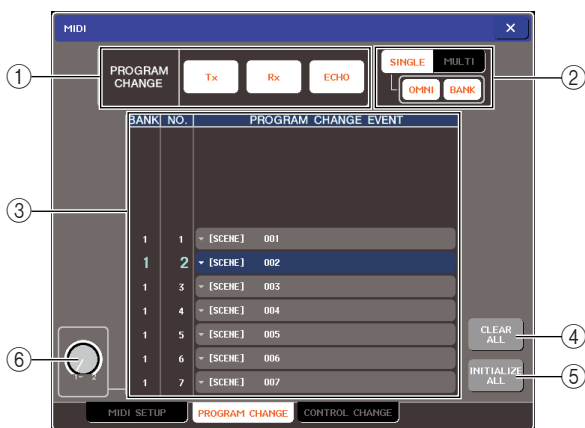 MIDI
×
PROGRAM CHANGE
Tx
Rx
ECHO
SINGLE
MULTI
OMNI
BANK
①
②
BANK NO. PROGRAM CHANGE EVENT
③
1 1 [SCENE] 001
1 2 [SCENE] 002
1 3 [SCENE] 003
1 4 [SCENE] 004
1 5 [SCENE] 005
1 6 [SCENE] 006
1 7 [SCENE] 007
CLEAR ALL
④
INITIALIZE ALL
⑤
⑥
1- 2
MIDI SETUP
PROGRAM CHANGE
CONTROL CHANGE